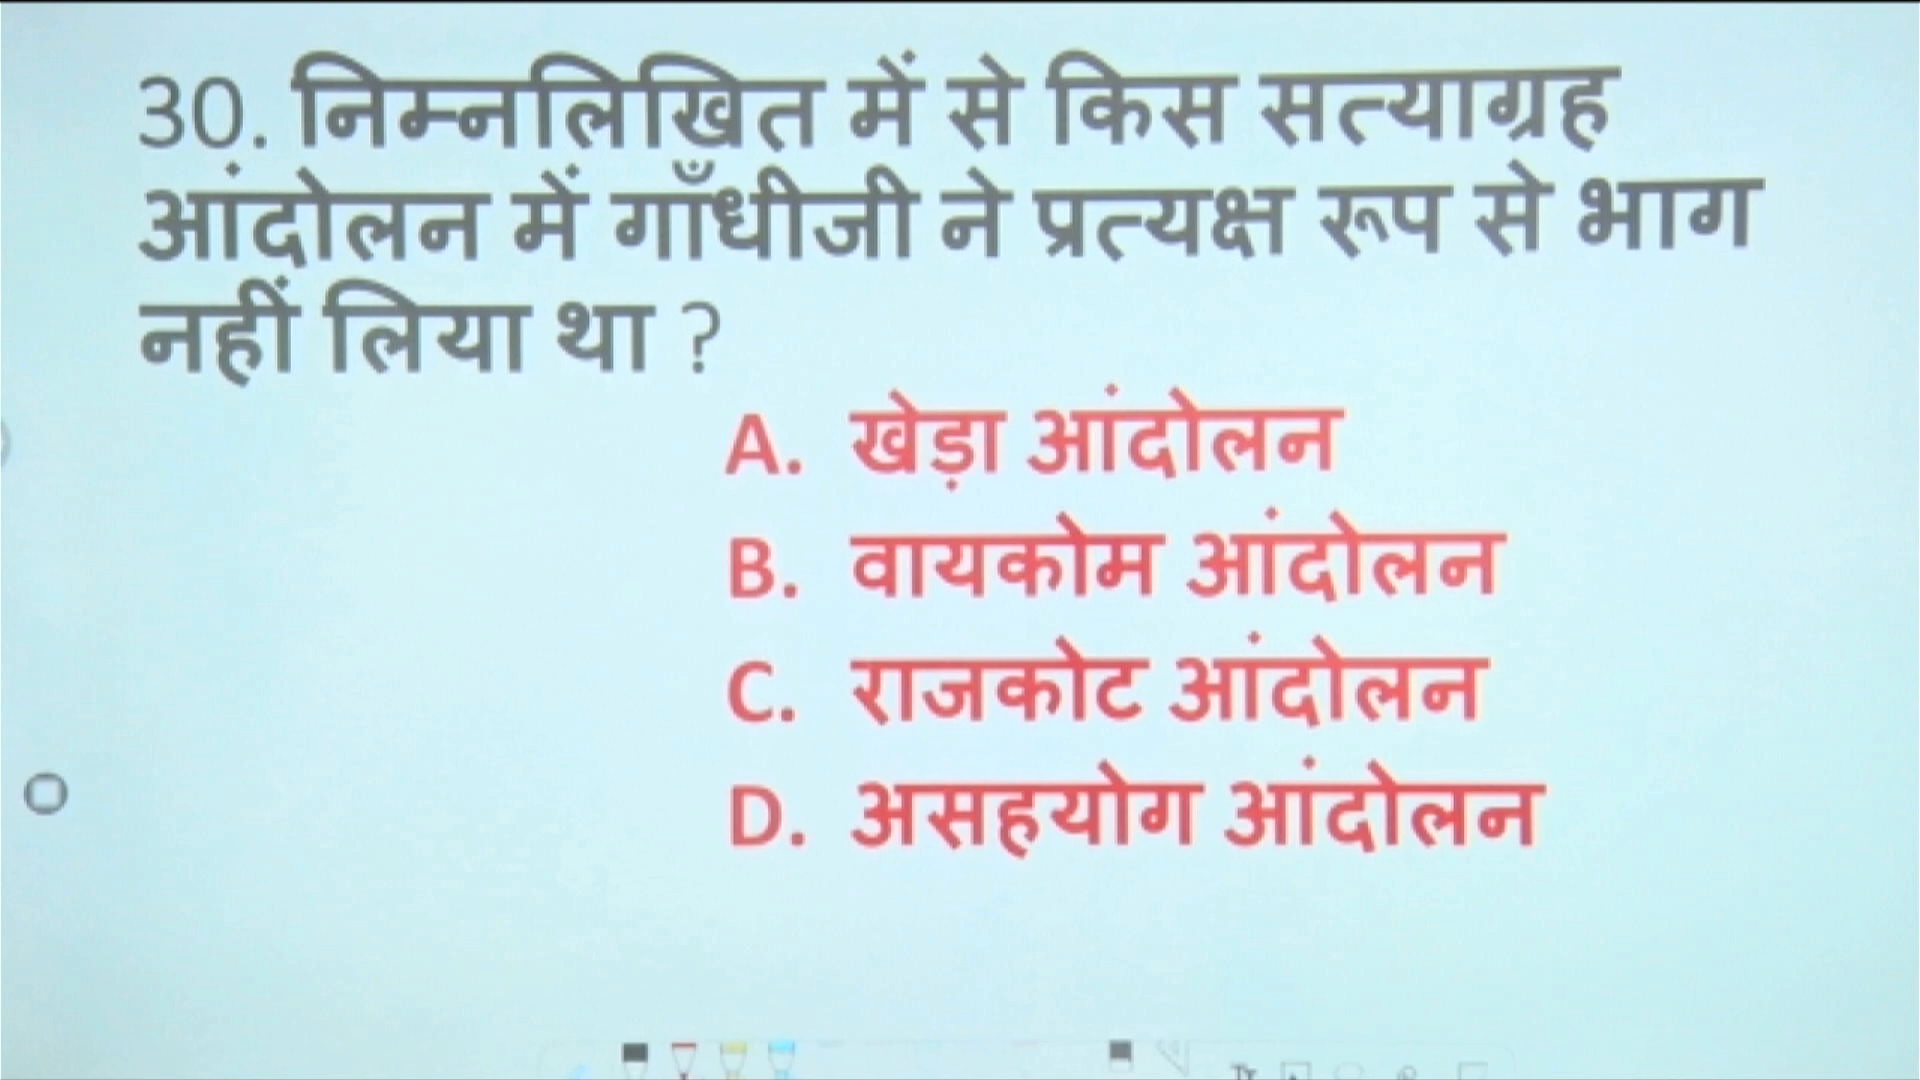 30. निम्नलिखित में से किस सत्याग्रह
आंदोलन में गाँधीजी ने प्रत्यक्ष रूप से भाग
नहीं लिया था ?
A. खेड़ा आंदोलन
B. वायकोम आंदोलन
C. राजकोट आंदोलन
D. असहयोग आंदोलन